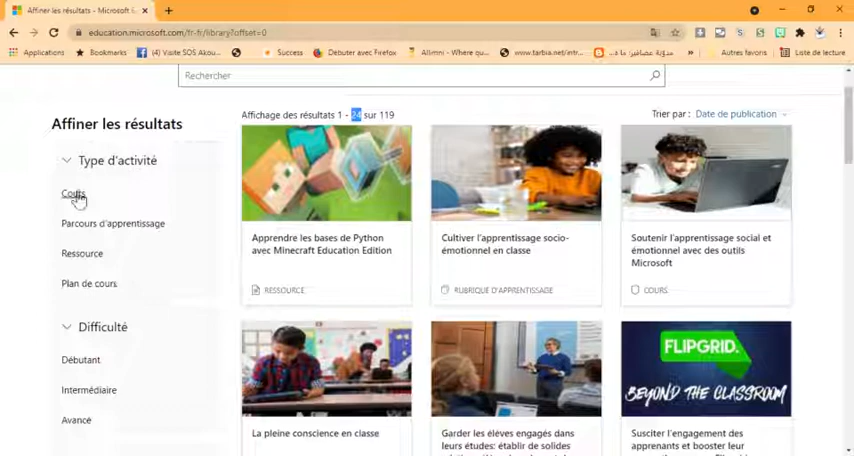 Affiner les résultats - Microsoft
education.microsoft.com/fr-fr/library?offset=0
Applications
Bookmarks
(4) Visite SOS Akou...
Success
Débuter avec Firefox
Allimni - Where qu...
www.tarbia.net/intr...
Autres favoris
Liste de lecture
Rechercher
Affiner les résultats
Affichage des résultats 1 - 24 sur 119
Trier par : Date de publication
Type d'activité
Cours
Parcours d'apprentissage
Ressource
Plan de cours
Difficulté
Débutant
Intermédiaire
Avancé
Apprendre les bases de Python
avec Minecraft Education Edition
RESSOURCE
Cultiver l'apprentissage socio-
émotionnel en classe
RUBRIQUE D'APPRENTISSAGE
Soutenir l'apprentissage social et
émotionnel avec des outils
Microsoft
COURS
FLIPGRID.
BEYOND THE CLASSROOM
La pleine conscience en classe
Garder les élèves engagés dans
leurs études: établir de solides
Susciter l'engagement des
apprenants et booster leur